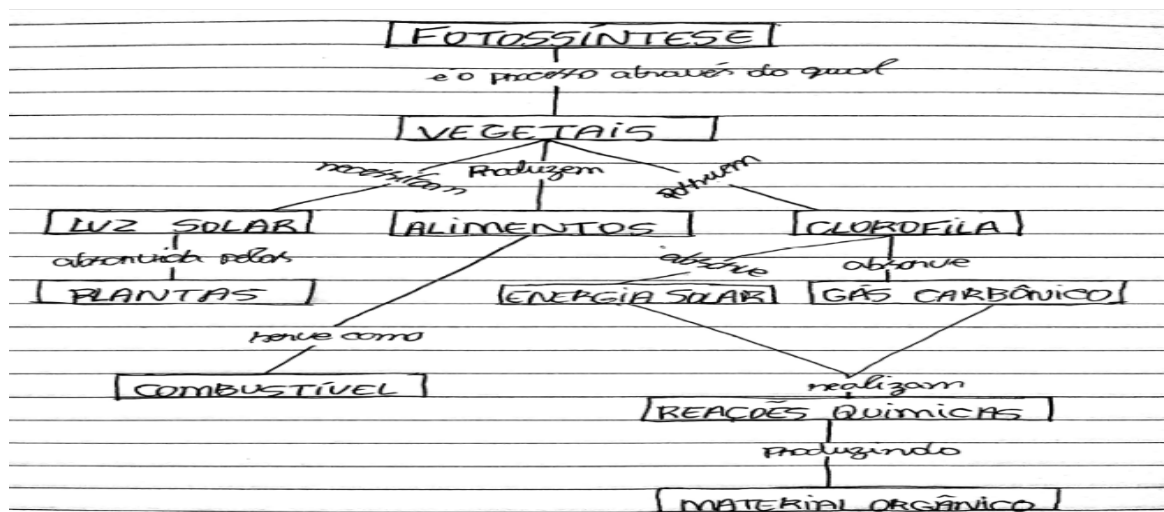 FOTOSSÍNTESE
é o processo através do qual
VEGETAIS
necessitam Produzem Possuem
LUZ SOLAR ALIMENTOS CLOROFILA
absorvida pelas absorve absorve
PLANTAS ENERGIA SOLAR GÁS CARBÔNICO
serve como
COMBUSTÍVEL realizam
REAÇÕES QUIMICAS
Produzindo
MATERIAL ORGÂNICO